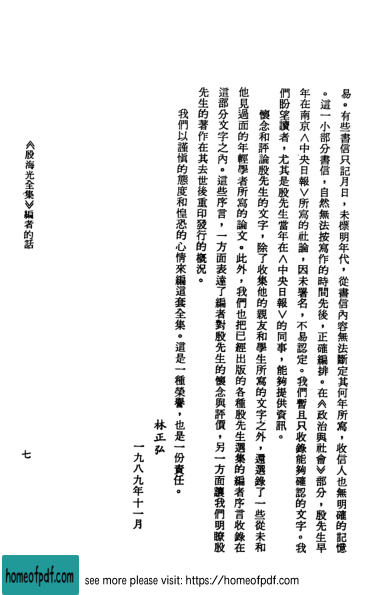 易。有些書信只記月日，未標明年代，從書信內容無法斷定其何年所寫，收信人也無明確的記憶
。這一小部分書信，自然無法按寫作的時間先後，正確編排。在《政治與社會》部分，殷先生早
年在南京〈中央日報〉所寫的社論，因未署名，不易認定。我們暫且只收錄能夠確認的文字。我
們盼望讀者，尤其是殷先生當年在〈中央日報〉的同事，能夠提供資訊。
懷念和評論殷先生的文字，除了收集他的親友和學生所寫的文字之外，還選錄了一些從未和
他見過面的年輕學者所寫的論文。此外，我們也把已經出版的各種殷先生選集的編者序言收錄在
這部分文字之內。這些序言，一方面表達了編者對殷先生的懷念與評價，另一方面讓我們明瞭殷
先生的著作在其去世後重印發行的概況。
我們以謹慎的態度和惶恐的心情來編這套全集。這是一種榮譽，也是一份責任。
林正弘
一九八九年十一月
《殷海光全集》編者的話
七
homeofpdf.com
see more please visit: https://homeofpdf.com